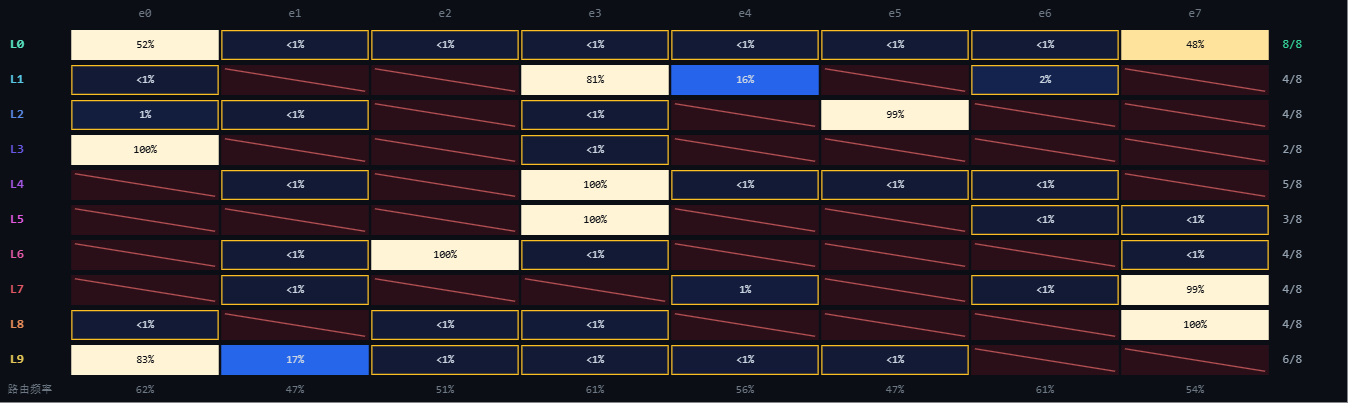 e0 e1 e2 e3 e4 e5 e6 e7
L0 52% <1% <1% <1% <1% <1% <1% 48% 8/8
L1 <1% 81% 16% 2% 4/8
L2 1% <1% <1% 99% 4/8
L3 100% <1% 2/8
L4 <1% 100% <1% <1% <1% 5/8
L5 100% <1% <1% 3/8
L6 <1% 100% <1% <1% 4/8
L7 <1% 1% <1% 99% 4/8
L8 <1% <1% <1% 100% 4/8
L9 83% 17% <1% <1% <1% <1% 6/8
路由频率 62% 47% 51% 61% 56% 47% 61% 54%